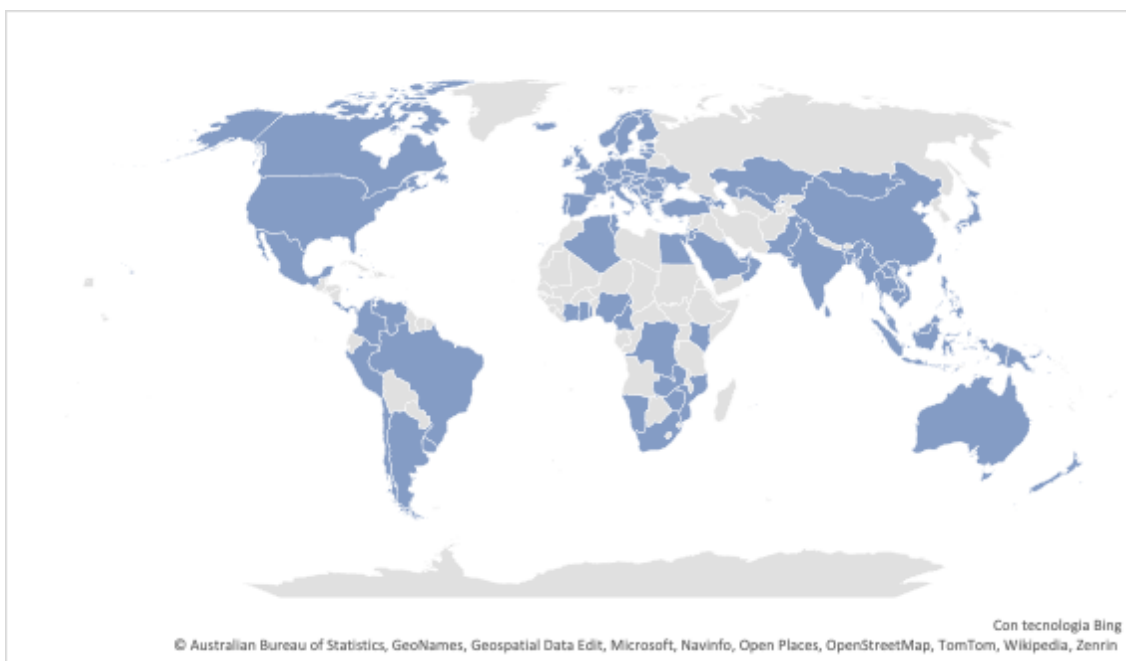 Con tecnologia Bing
© Australian Bureau of Statistics, GeoNames, Geospatial Data Edit, Microsoft, Navinfo, Open Places, OpenStreetMap, TomTom, Wikipedia, Zenrin